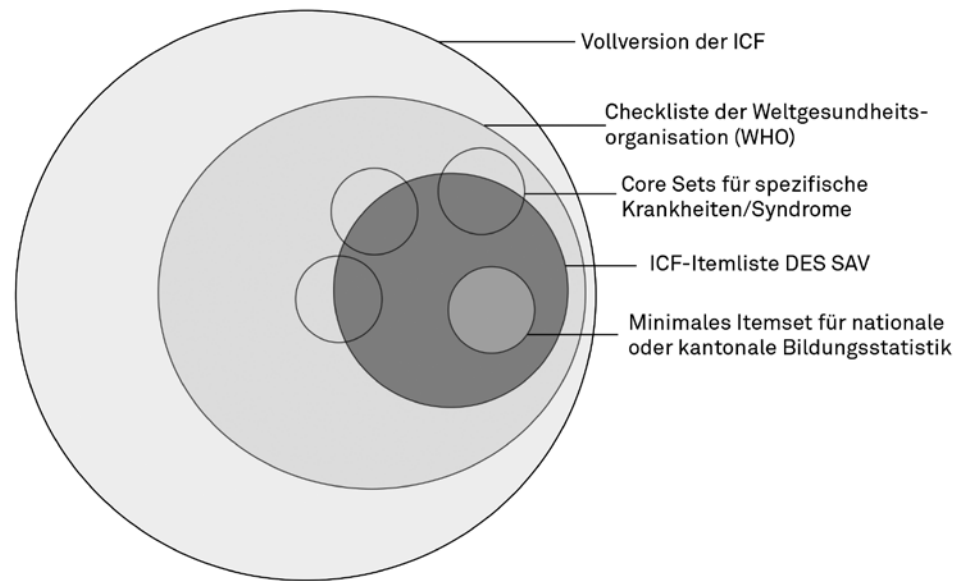 Vollversion der ICF
Checkliste der Weltgesundheits-
organisation (WHO)
Core Sets für spezifische
Krankheiten/Syndrome
ICF-Itemliste DES SAV
Minimales Itemset für nationale
oder kantonale Bildungsstatistik